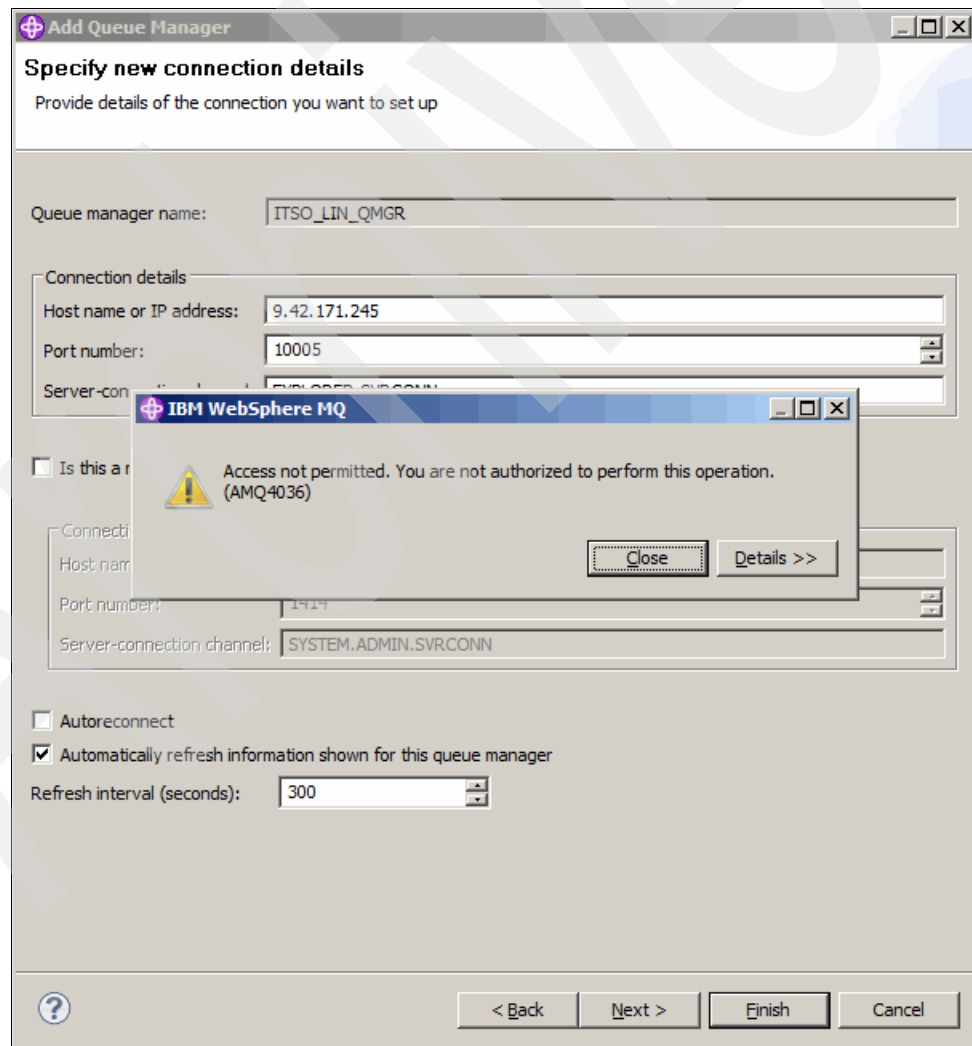 Add Queue Manager
Specify new connection details
Provide details of the connection you want to set up
Queue manager name: ITSO_LIN_QMGR
Connection details
Host name or IP address: 9.42.171.245
Port number: 10005
Server-con
IBM WebSphere MQ
Is this a
Access not permitted. You are not authorized to perform this operation.
(AMQ4036)
Connecti
Close Details >>
Host nam
Port number: 1414
Server-connection channel: SYSTEM.ADMIN.SVRCONN
Autoreconnect
Automatically refresh information shown for this queue manager
Refresh interval (seconds): 300
? < Back Next > Finish Cancel